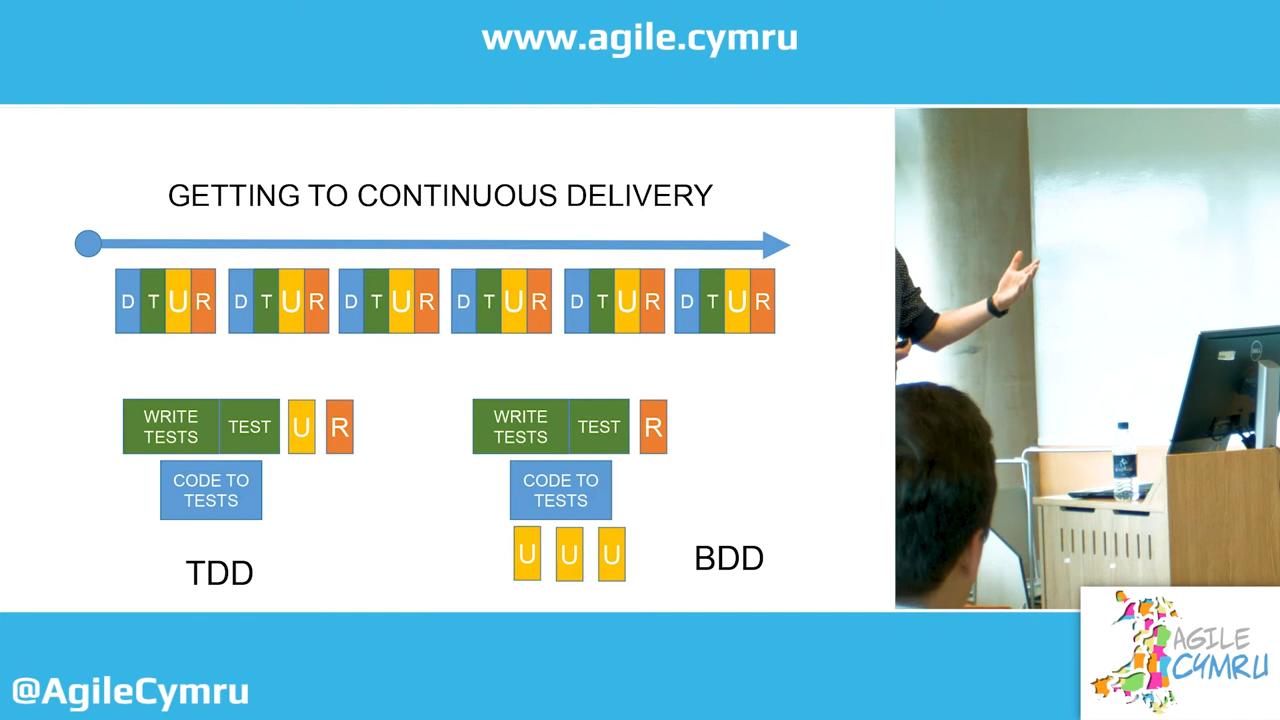 www.agile.cymru
GETTING TO CONTINUOUS DELIVERY
D T U R D T U R D T U R D T U R D T U R D T U R
WRITE TESTS TEST U R
CODE TO TESTS
TDD
WRITE TESTS TEST R
CODE TO TESTS
U U U
BDD
DELL
@AgileCymru
AGILE
CYMRU